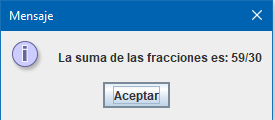 Mensaje
La suma de las fracciones es: 59/30
Aceptar